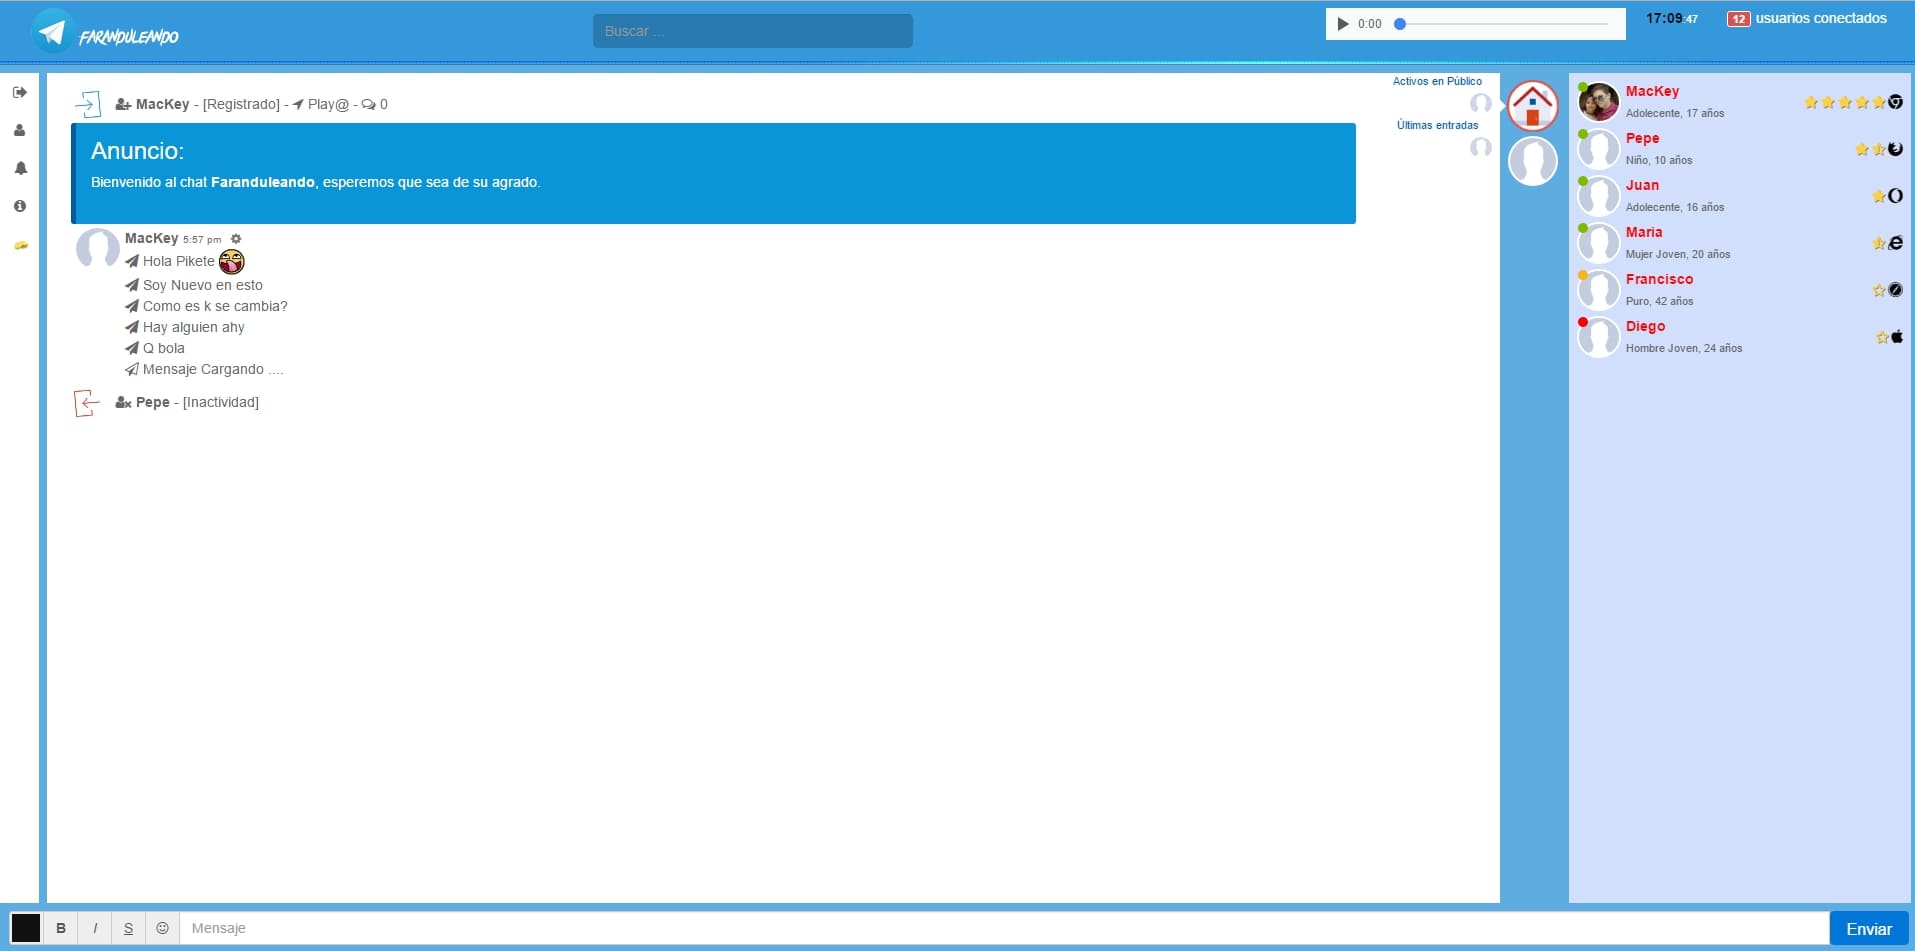 FARANDULEANDO
Buscar ...
0:00
17:09:47
12 usuarios conectados
MacKey - [Registrado] - Play@ - 0
Anuncio:
Bienvenido al chat Faranduleando, esperemos que sea de su agrado.
MacKey 5:57 pm
Hola Pikete
Soy Nuevo en esto
Como es k se cambia?
Hay alguien ahy
Q bola
Mensaje Cargando ....
Pepe - [Inactividad]
Activos en Público
Últimas entradas
MacKey
Adolecente, 17 años
Pepe
Niño, 10 años
Juan
Adolecente, 16 años
Maria
Mujer Joven, 20 años
Francisco
Puro, 42 años
Diego
Hombre Joven, 24 años
B I S Mensaje
Enviar